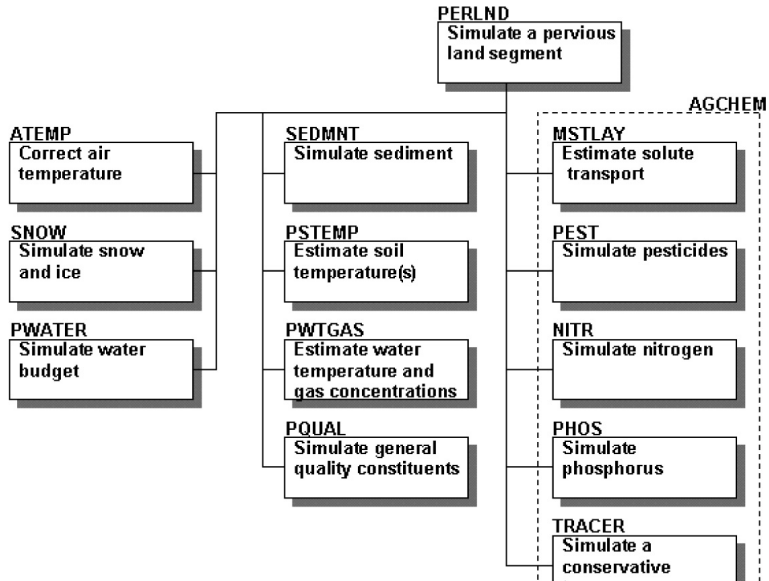 PERLND
Simulate a pervious
land segment
AGCHEM
ATEMP
Correct air
temperature
SNOW
Simulate snow
and ice
PWATER
Simulate water
budget
SEDMNT
Simulate sediment
PSTEMP
Estimate soil
temperature(s)
PWTGAS
Estimate water
temperature and
gas concentrations
PQUAL
Simulate general
quality constituents
MSTLAY
Estimate solute
transport
PEST
Simulate pesticides
NITR
Simulate nitrogen
PHOS
Simulate
phosphorus
TRACER
Simulate a
conservative